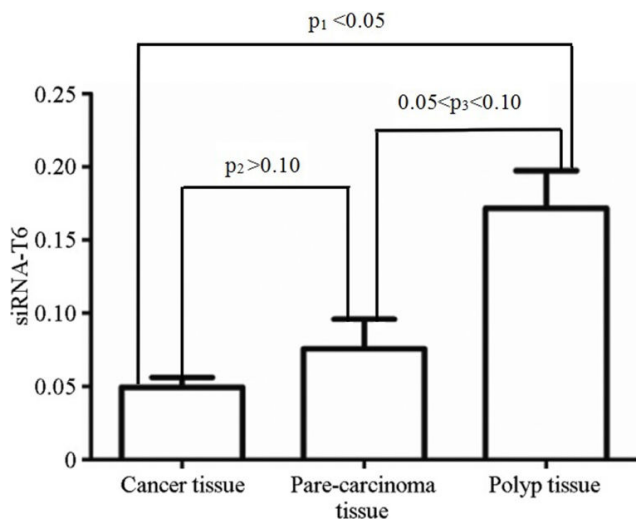 p₁ <0.05
0.05<p₃<0.10
p₂ >0.10
siRNA-T6
0.25
0.20
0.15
0.10
0.05
0
Cancer tissue
Pare-carcinoma
tissue
Polyp tissue